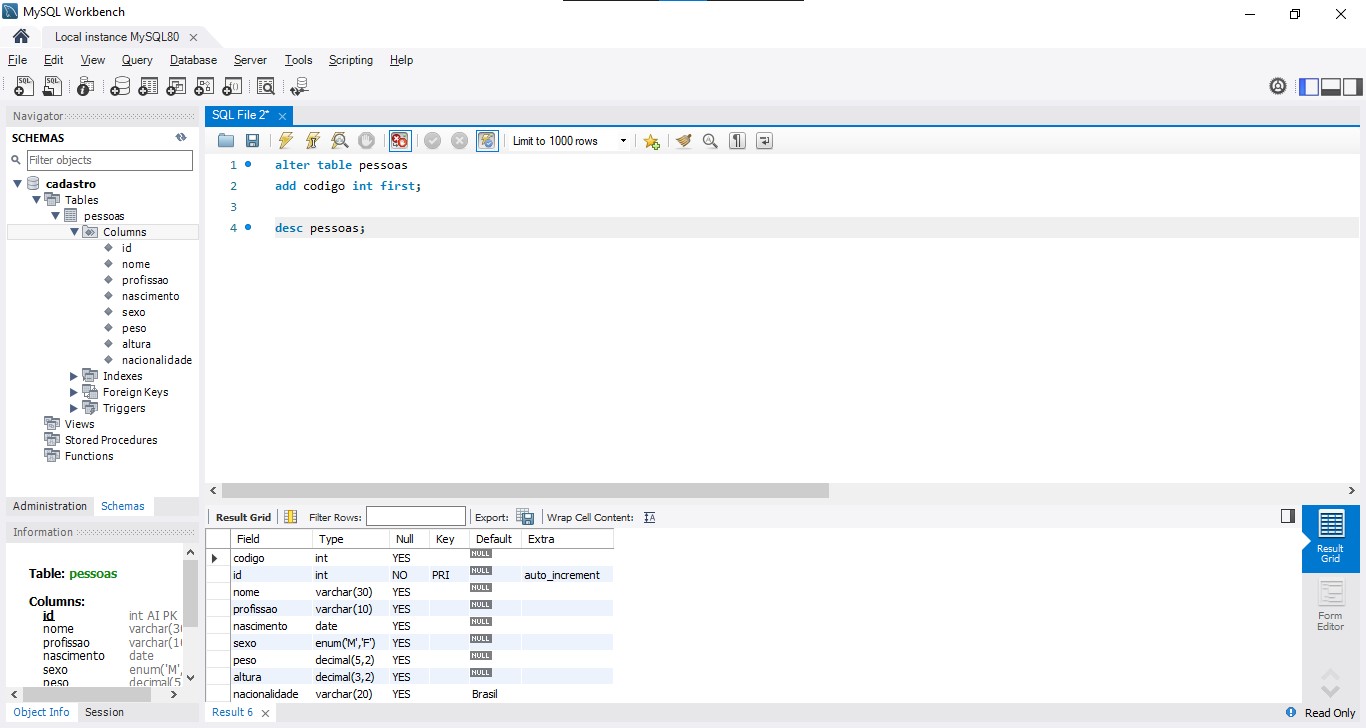 MySQL Workbench
Local instance MySQL80
File Edit View Query Database Server Tools Scripting Help
Navigator
SCHEMAS
Filter objects
cadastro
Tables
pessoas
Columns
id
nome
profissao
nascimento
sexo
peso
altura
nacionalidade
Indexes
Foreign Keys
Triggers
Views
Stored Procedures
Functions
Administration Schemas
Information
Table: pessoas
Columns:
id int AI PK
nome varchar(30
profissao varchar(10
nascimento date
sexo enum('M',
peso decimal(5
Object Info Session
SQL File 2*
Limit to 1000 rows
1 alter table pessoas
2 add codigo int first;
3
4 desc pessoas;
Result Grid Filter Rows: Export: Wrap Cell Content:
Field Type Null Key Default Extra
codigo int YES NULL
id int NO PRI NULL auto_increment
nome varchar(30) YES NULL
profissao varchar(10) YES NULL
nascimento date YES NULL
sexo enum('M','F') YES NULL
peso decimal(5,2) YES NULL
altura decimal(3,2) YES NULL
nacionalidade varchar(20) YES Brasil
Result 6
Result Grid
Form Editor
Read Only